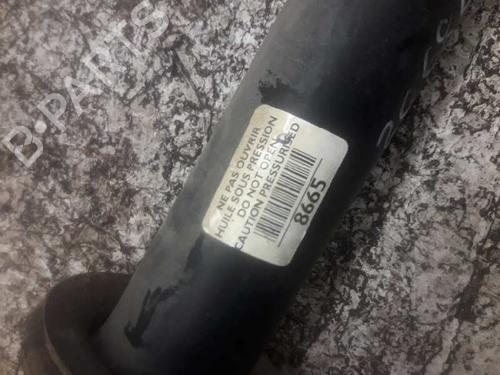 B-PARTS
NE PAS OUVRIR
HUILE SOUS PRESSION
DO NOT OPEN
CAUTION PRESSURISED
8665